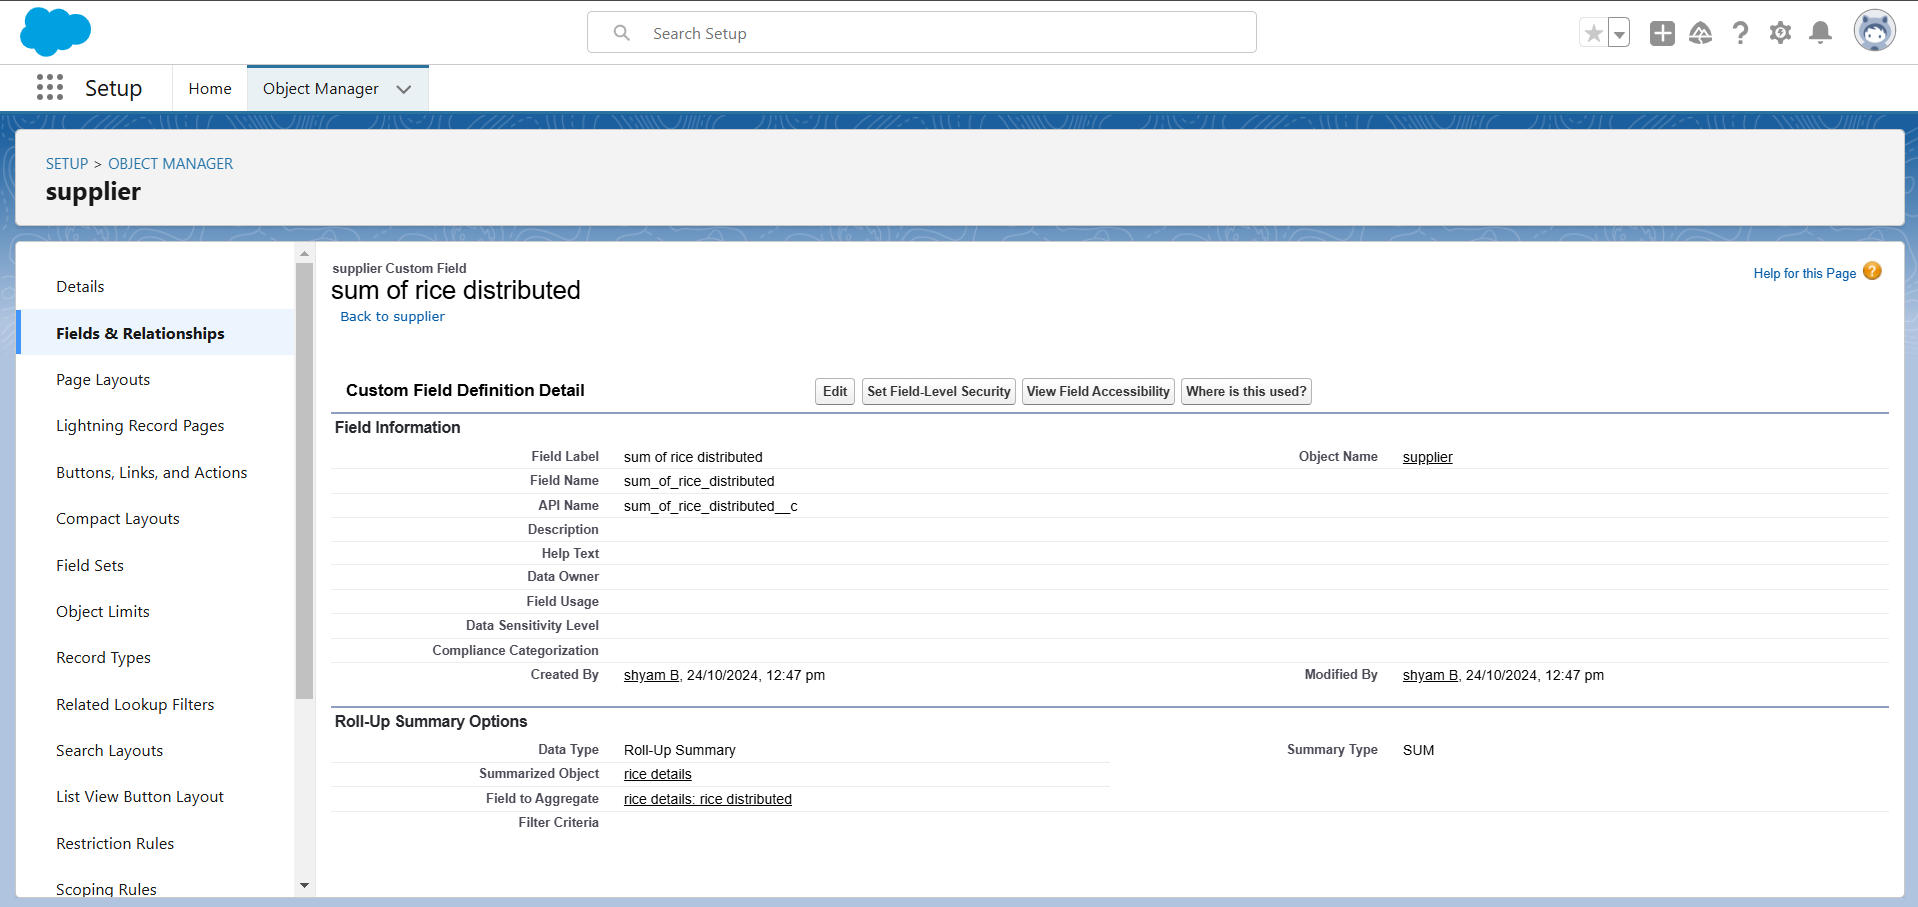 Search Setup
Setup
Home
Object Manager
SETUP > OBJECT MANAGER
supplier
Details
Fields & Relationships
Page Layouts
Lightning Record Pages
Buttons, Links, and Actions
Compact Layouts
Field Sets
Object Limits
Record Types
Related Lookup Filters
Search Layouts
List View Button Layout
Restriction Rules
Scoping Rules
supplier Custom Field
sum of rice distributed
Back to supplier
Help for this Page ?
Custom Field Definition Detail
Edit
Set Field-Level Security
View Field Accessibility
Where is this used?
Field Information
Field Label sum of rice distributed
Object Name supplier
Field Name sum_of_rice_distributed
API Name sum_of_rice_distributed__c
Description
Help Text
Data Owner
Field Usage
Data Sensitivity Level
Compliance Categorization
Created By shyam B, 24/10/2024, 12:47 pm
Modified By shyam B, 24/10/2024, 12:47 pm
Roll-Up Summary Options
Data Type Roll-Up Summary
Summary Type SUM
Summarized Object rice details
Field to Aggregate rice details: rice distributed
Filter Criteria